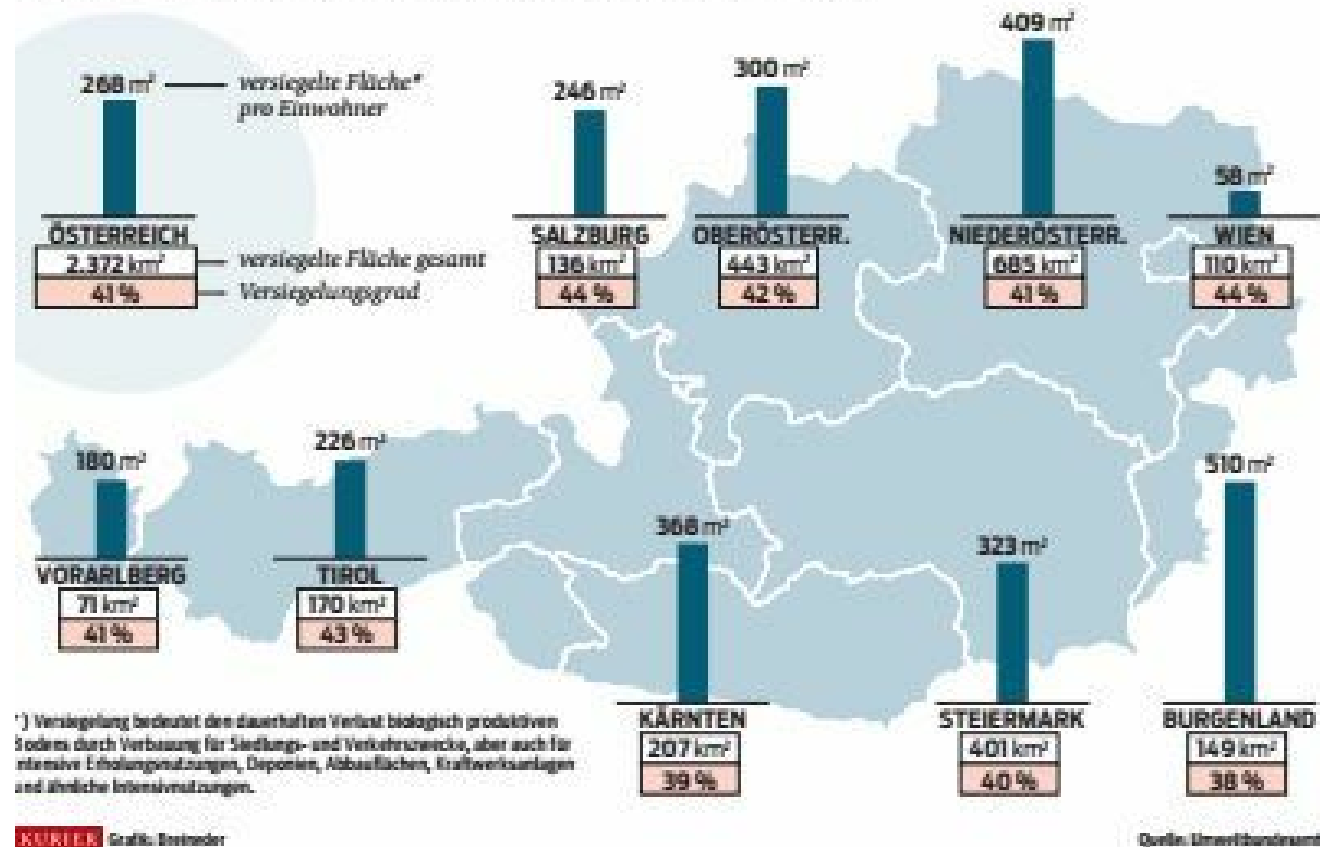 268 m²
versiegelte Fläche*
pro Einwohner
ÖSTERREICH
2.372 km²
versiegelte Fläche gesamt
41 %
Versiegelungsgrad
246 m²
SALZBURG
136 km²
44 %
300 m²
OBERÖSTERR.
443 km²
42 %
409 m²
NIEDERÖSTERR.
685 km²
41 %
58 m²
WIEN
110 km²
44 %
180 m²
VORARLBERG
71 km²
41 %
226 m²
TIROL
170 km²
43 %
368 m²
KÄRNTEN
207 km²
39 %
323 m²
STEIERMARK
401 km²
40 %
510 m²
BURGENLAND
149 km²
38 %
*) Versiegelung bedeutet den dauerhaften Verlust biologisch produktiven
Bodens durch Verbauung für Siedlungs- und Verkehrszwecke, aber auch für
intensive Erholungsnutzungen, Deponien, Abbauflächen, Kraftwerksanlagen
und ähnliche Intensivnutzungen.
KURIER Grafik: Breineder
Quelle: Umweltbundesamt